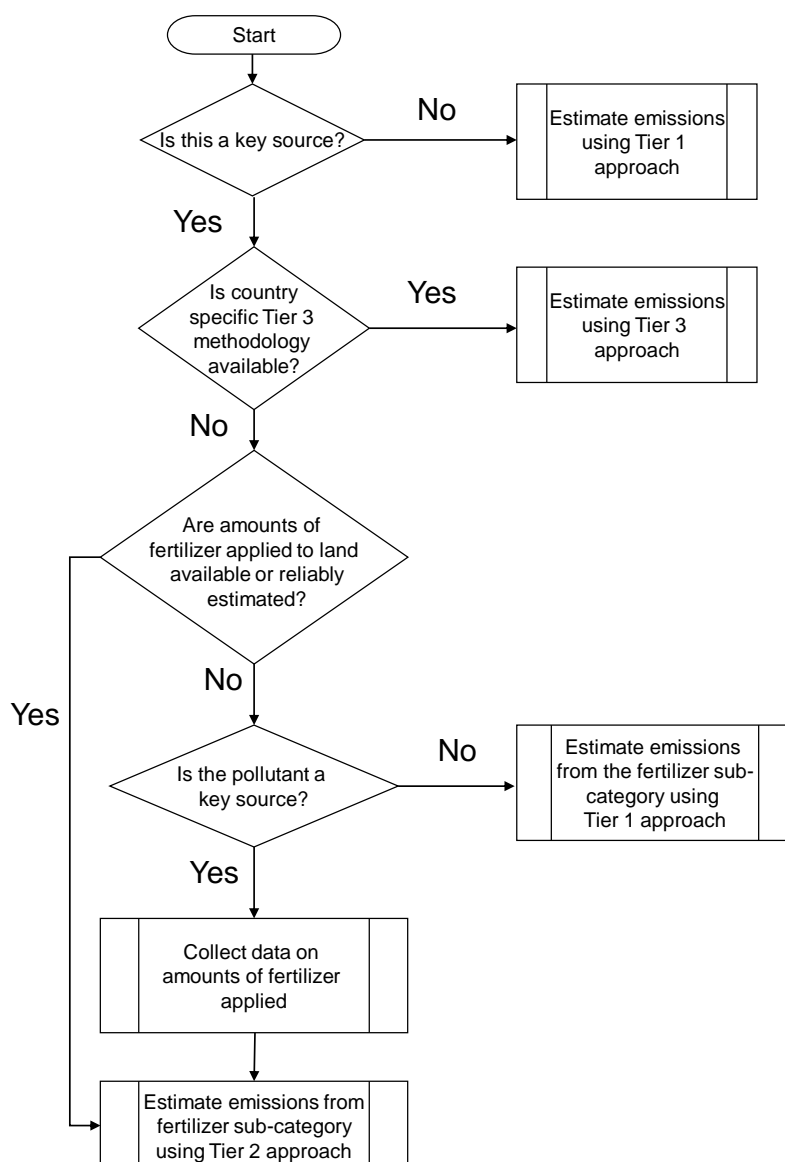 Start
Is this a key source?
No
Estimate emissions
using Tier 1
approach
Yes
Is country
specific Tier 3
methodology
available?
Yes
Estimate emissions
using Tier 3
approach
No
Are amounts of
fertilizer applied to land
available or reliably
estimated?
No
Yes
Is the pollutant a
key source?
No
Estimate emissions
from the fertilizer sub-
category using
Tier 1 approach
Yes
Collect data on
amounts of fertilizer
applied
Estimate emissions from
fertilizer sub-category
using Tier 2 approach